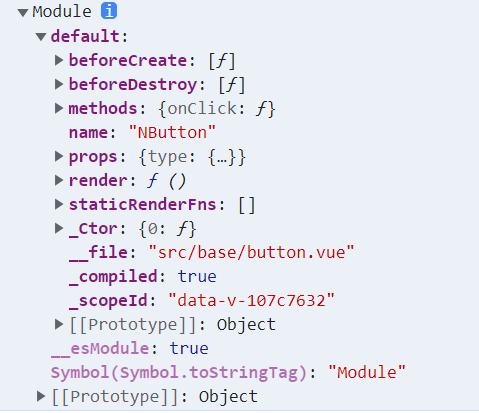 Module i
default:
beforeCreate: [ƒ]
beforeDestroy: [ƒ]
methods: {onClick: ƒ}
name: "NButton"
props: {type: {…}}
render: ƒ ()
staticRenderFns: []
_Ctor: {0: ƒ}
__file: "src/base/button.vue"
_compiled: true
_scopeId: "data-v-107c7632"
[[Prototype]]: Object
__esModule: true
Symbol(Symbol.toStringTag): "Module"
[[Prototype]]: Object